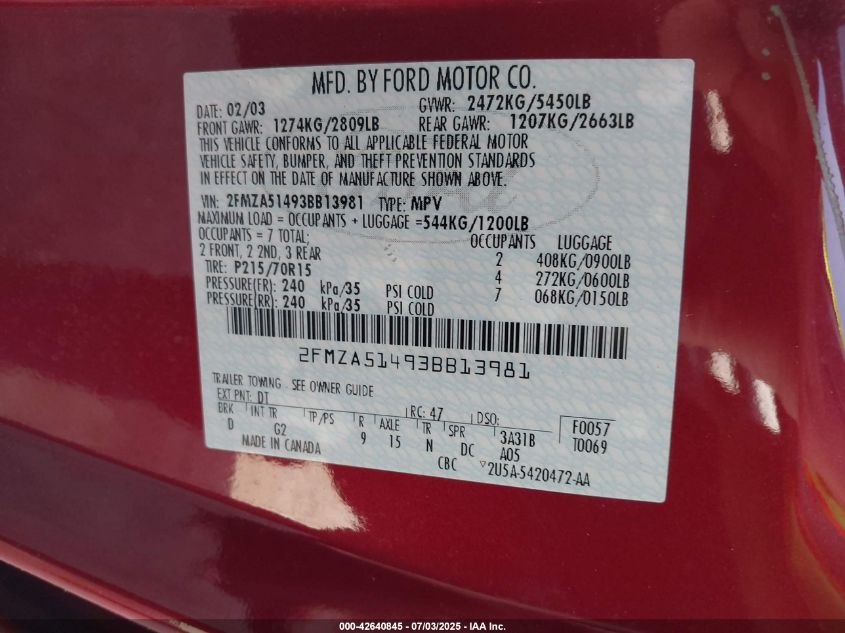 MFD. BY FORD MOTOR CO.
DATE: 02/03 GVWR: 2472KG/5450LB
FRONT GAWR: 1274KG/2809LB REAR GAWR: 1207KG/2663LB
THIS VEHICLE CONFORMS TO ALL APPLICABLE FEDERAL MOTOR
VEHICLE SAFETY, BUMPER, AND THEFT PREVENTION STANDARDS
IN EFFECT ON THE DATE OF MANUFACTURE SHOWN ABOVE.
VIN: 2FMZA51493BB13981 TYPE: MPV
MAXIMUM LOAD = OCCUPANTS + LUGGAGE =544KG/1200LB
OCCUPANTS = 7 TOTAL; OCCUPANTS LUGGAGE
2 FRONT, 2 2ND, 3 REAR 2 408KG/0900LB
TIRE: P215/70R15 4 272KG/0600LB
PRESSURE(FR) 240 kPa/35 PSI COLD 7 068KG/0150LB
PRESSURE(RR) 240 kPa/35 PSI COLD
2FMZA51493BB13981
TRAILER TOWING - SEE OWNER GUIDE
EXT PNT: DT RC: 47 DSO: F0057
BRK INT TR TP/PS R AXLE TR SPR 3A31B T0069
D G2 9 15 N DC A05
MADE IN CANADA CBC ▽2U5A-5420472-AA
000-42640845 - 07/03/2025 - IAA Inc.